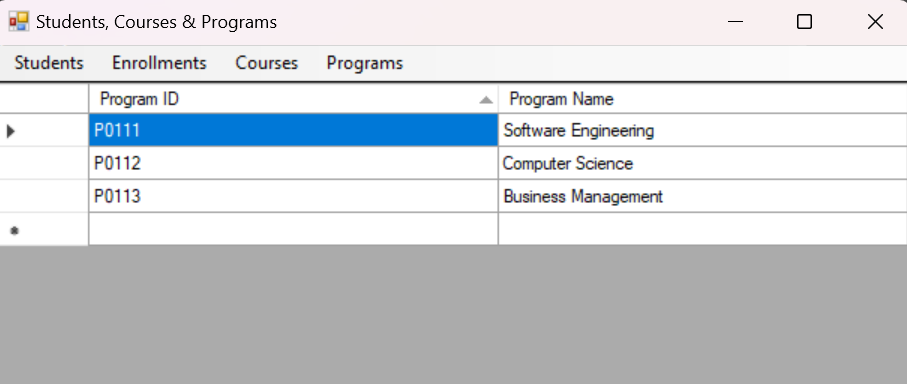 Students, Courses & Programs
Students Enrollments Courses Programs
Program ID Program Name
P0111 Software Engineering
P0112 Computer Science
P0113 Business Management